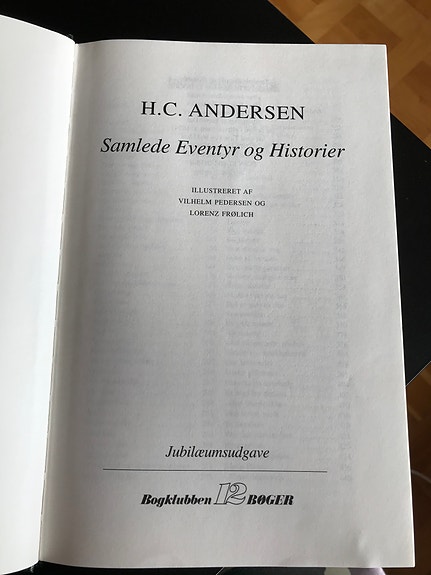 H.C. ANDERSEN
Samlede Eventyr og Historier
ILLUSTRERET AF
VILHELM PEDERSEN OG
LORENZ FRØLICH
Jubilæumsudgave
Bogklubben 12 BØGER